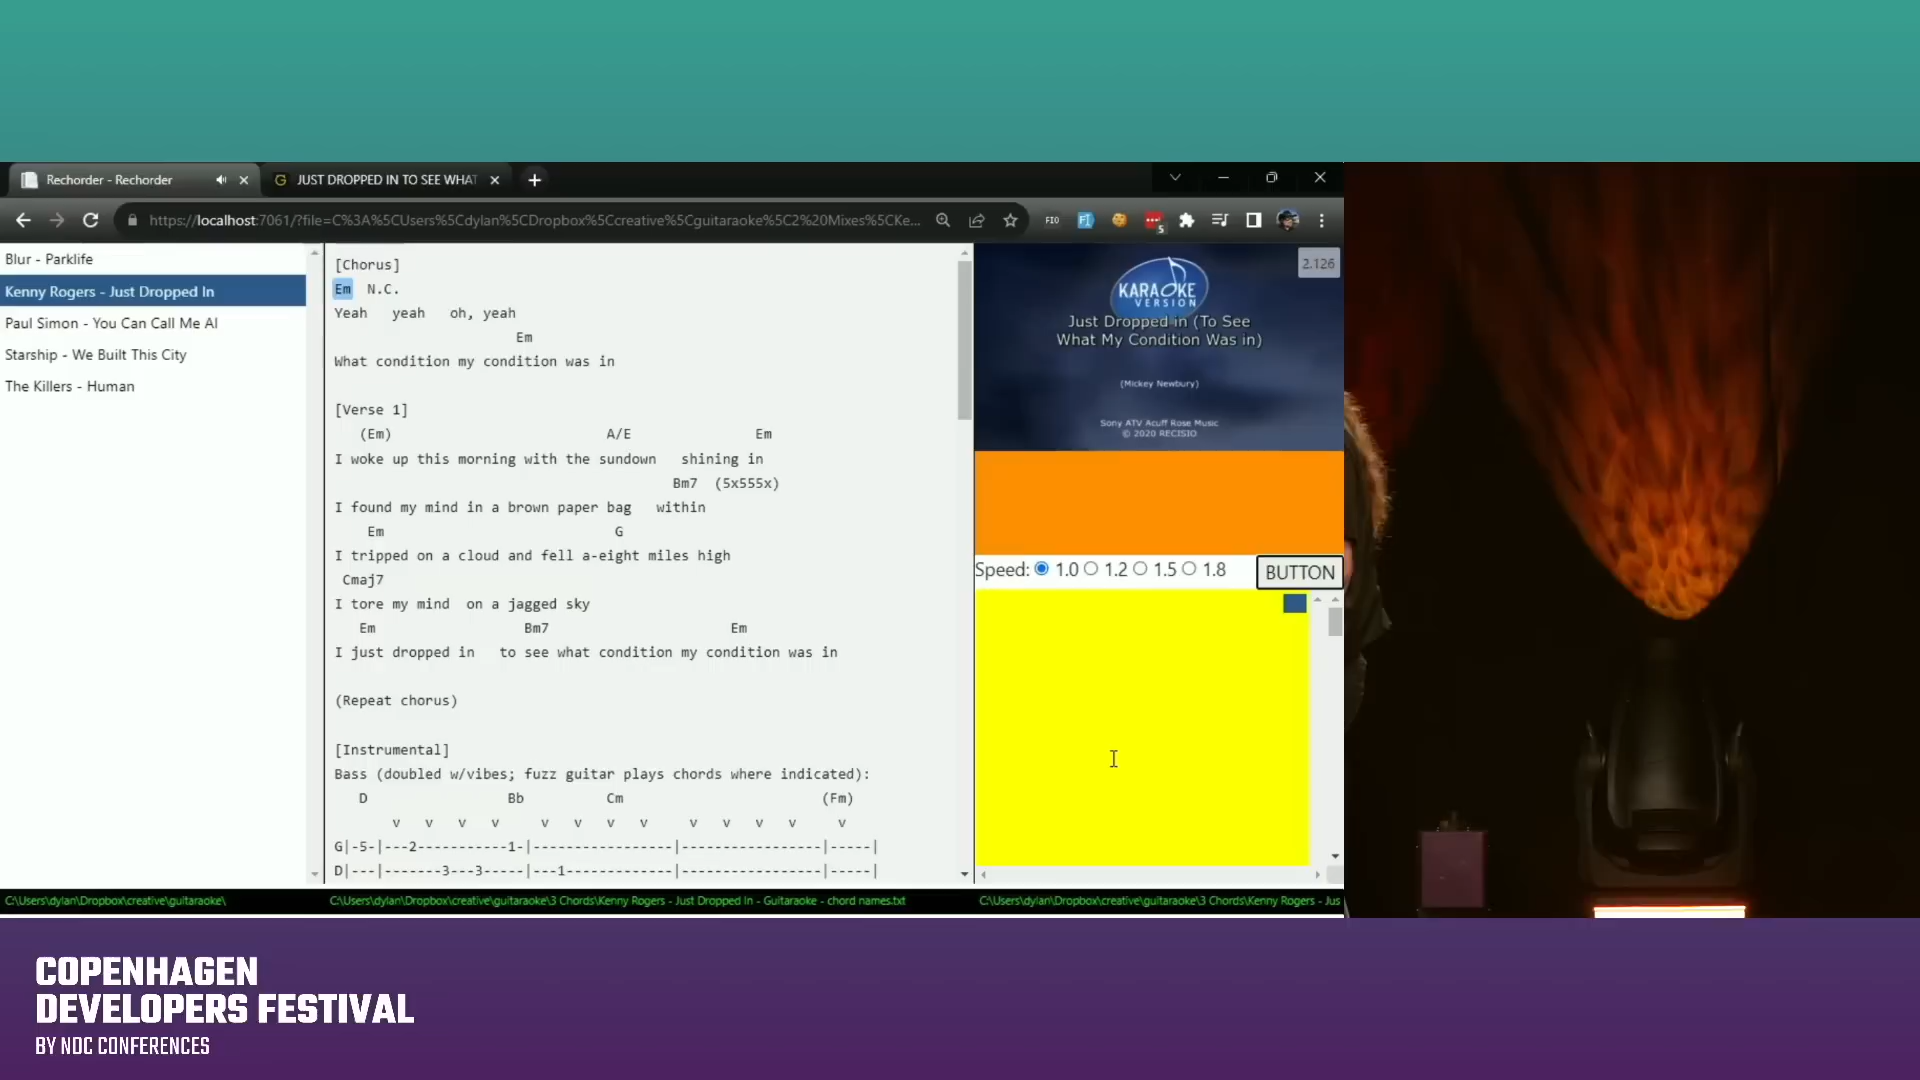 Rechorder - Rechorder
JUST DROPPED IN TO SEE WHAT
https://localhost:7061/?file=C%3A%5CUsers%5Cdylan%5CDropbox%5Ccreative%5Cguitaraoke%5C2%20Mixes%5CKe...
FIO
FI
5
Blur - Parklife
Kenny Rogers - Just Dropped In
Paul Simon - You Can Call Me Al
Starship - We Built This City
The Killers - Human
[Chorus]
Em N.C.
Yeah yeah oh, yeah
Em
What condition my condition was in
[Verse 1]
(Em) A/E Em
I woke up this morning with the sundown shining in
Bm7 (5x555x)
I found my mind in a brown paper bag within
Em G
I tripped on a cloud and fell a-eight miles high
Cmaj7
I tore my mind on a jagged sky
Em Bm7 Em
I just dropped in to see what condition my condition was in
(Repeat chorus)
[Instrumental]
Bass (doubled w/vibes; fuzz guitar plays chords where indicated):
D Bb Cm (Fm)
v v v v v v v v v v v v v
G|-5-|---2-----------1-|-----------------|-----------------|-----|
D|---|-------3--3-----|---1-------------|-----------------|-----|
2.126
KARAOKE
VERSION
Just Dropped in (To See
What My Condition Was in)
(Mickey Newbury)
Sony ATV Acuff Rose Music
© 2020 RECISIO
Speed: 1.0 1.2 1.5 1.8
BUTTON
C:\Users\dylan\Dropbox\creative\guitaraoke\
C:\Users\dylan\Dropbox\creative\guitaraoke\3 Chords\Kenny Rogers - Just Dropped In - Guitaraoke - chord names.txt
C:\Users\dylan\Dropbox\creative\guitaraoke\3 Chords\Kenny Rogers - Jus
COPENHAGEN
DEVELOPERS FESTIVAL
BY NDC CONFERENCES